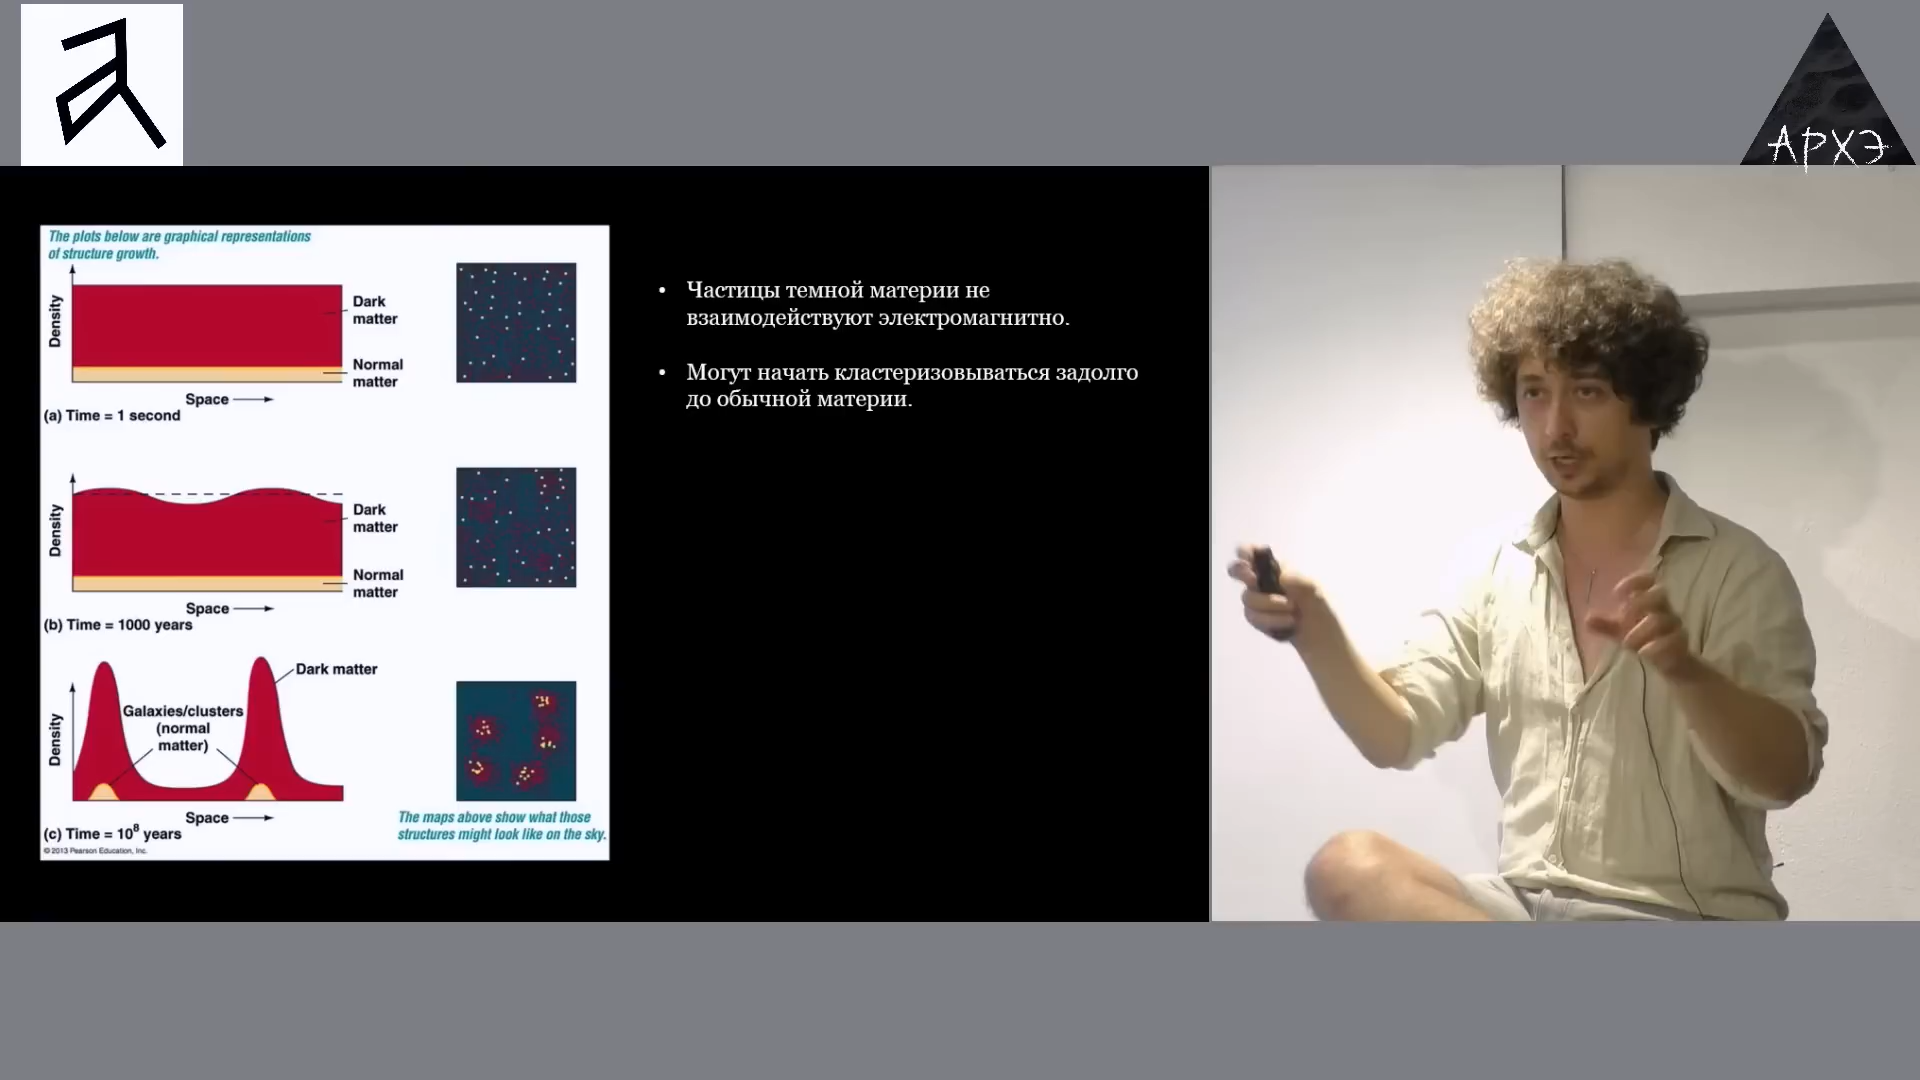 АРХЭ
The plots below are graphical representations
of structure growth.
Density
Dark
matter
Normal
matter
Space
(a) Time = 1 second
Density
Dark
matter
Normal
matter
Space
(b) Time = 1000 years
Density
Dark matter
Galaxies/clusters
(normal
matter)
Space
(c) Time = 10⁸ years
The maps above show what those
structures might look like on the sky.
© 2013 Pearson Education, Inc.
• Частицы темной материи не
взаимодействуют электромагнитно.
• Могут начать кластеризовываться задолго
до обычной материи.